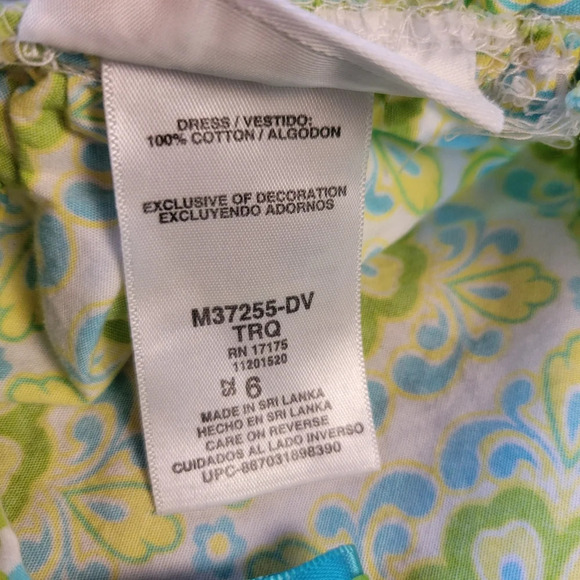 DRESS / VESTIDO:
100% COTTON / ALGODON
EXCLUSIVE OF DECORATION
EXCLUYENDO ADORNOS
M37255-DV
TRQ
RN 17175
11201520
SZ 6
MADE IN SRI LANKA
HECHO EN SRI LANKA
CARE ON REVERSE
CUIDADOS AL LADO INVERSO
UPC-887031898390